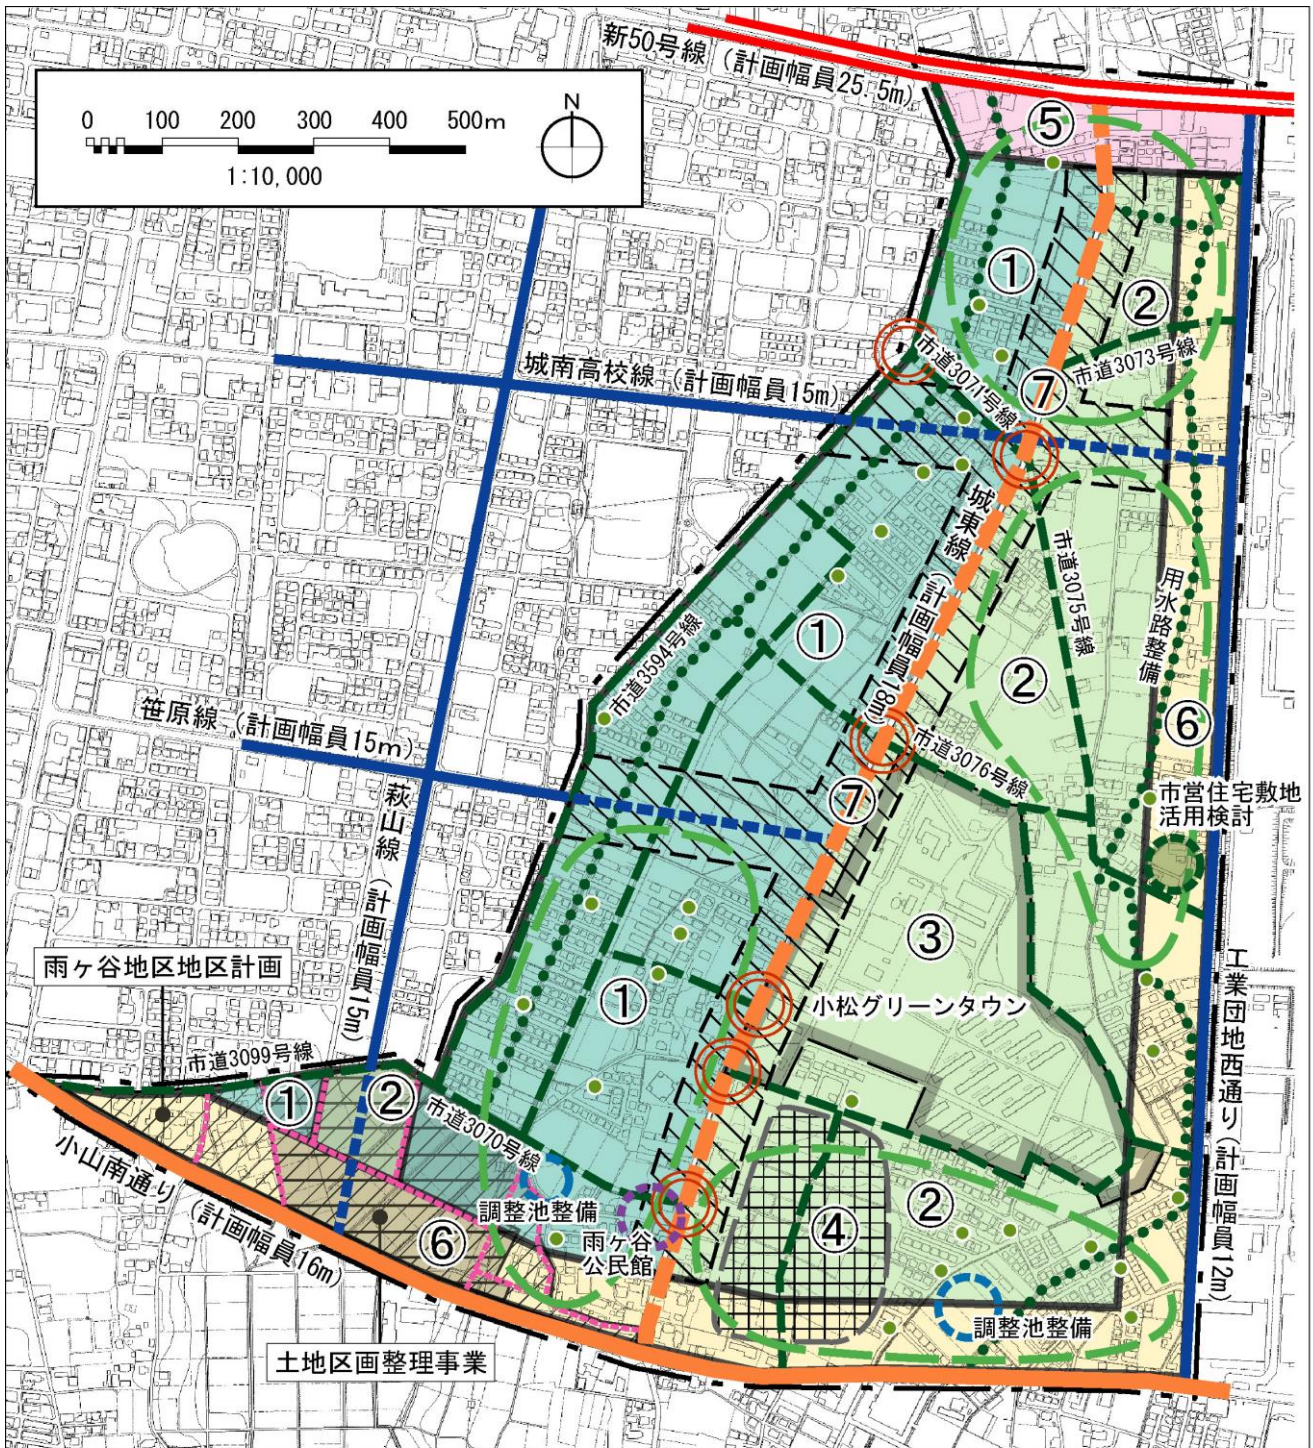 新50号線 (計画幅員25.5m)
0 100 200 300 400 500m
N
1:10,000
⑤
①
②
市道3071号線
市道3073号線
城南高校線 (計画幅員15m)
⑦
城東線 (計画幅員18m)
市道3075号線
用水路整備
①
②
市道3594号線
⑥
笹原線 (計画幅員15m)
市道3076号線
⑦
市営住宅敷地
活用検討
萩山線 (計画幅員15m)
③
雨ヶ谷地区地区計画
①
小松グリーンタウン
工業団地西通り (計画幅員12m)
市道3099号線
①
②
市道3070号線
小山南通り
(計画幅員16m)
調整池整備
②
④
⑥
雨ヶ谷
公民館
調整池整備
土地区画整理事業